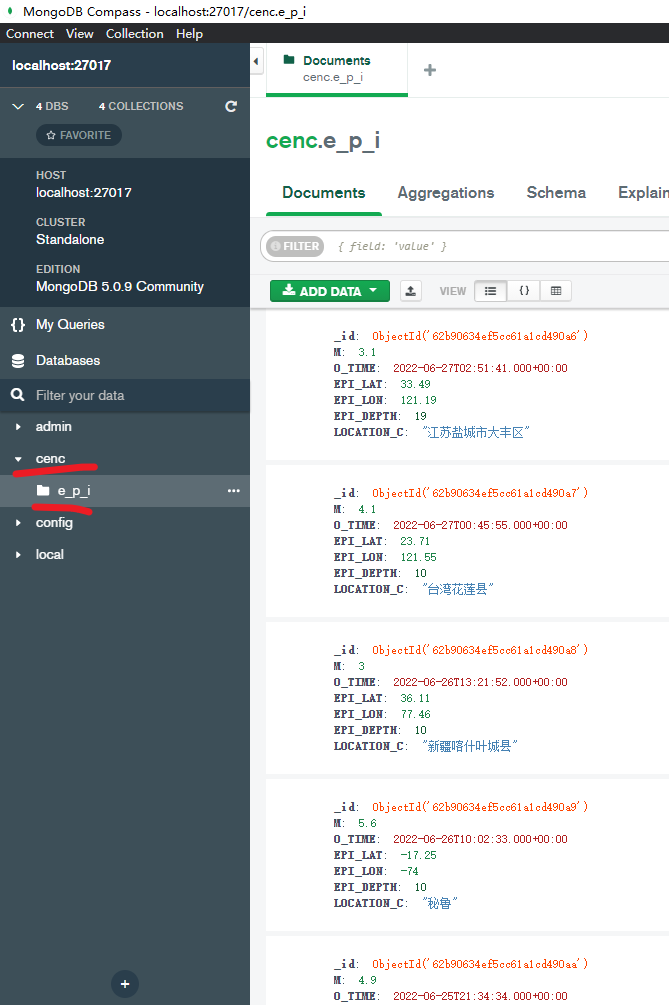 MongoDB Compass - localhost:27017/cenc.e_p_i
Connect View Collection Help
localhost:27017
4 DBS 4 COLLECTIONS
FAVORITE
HOST
localhost:27017
CLUSTER
Standalone
EDITION
MongoDB 5.0.9 Community
{} My Queries
Databases
Filter your data
admin
cenc
e_p_i
config
local
Documents
cenc.e_p_i
cenc.e_p_i
Documents Aggregations Schema Explain
FILTER { field: 'value' }
ADD DATA VIEW {}
_id: ObjectId('62b90634ef5cc61a1cd490a6')
M: 3.1
O_TIME: 2022-06-27T02:51:41.000+00:00
EPI_LAT: 33.49
EPI_LON: 121.19
EPI_DEPTH: 19
LOCATION_C: "江苏盐城市大丰区"
_id: ObjectId('62b90634ef5cc61a1cd490a7')
M: 4.1
O_TIME: 2022-06-27T00:45:55.000+00:00
EPI_LAT: 23.71
EPI_LON: 121.55
EPI_DEPTH: 10
LOCATION_C: "台湾花莲县"
_id: ObjectId('62b90634ef5cc61a1cd490a8')
M: 3
O_TIME: 2022-06-26T13:21:52.000+00:00
EPI_LAT: 36.11
EPI_LON: 77.46
EPI_DEPTH: 10
LOCATION_C: "新疆喀什叶城县"
_id: ObjectId('62b90634ef5cc61a1cd490a9')
M: 5.6
O_TIME: 2022-06-26T10:02:33.000+00:00
EPI_LAT: -17.25
EPI_LON: -74
EPI_DEPTH: 10
LOCATION_C: "秘鲁"
_id: ObjectId('62b90634ef5cc61a1cd490aa')
M: 4.9
O_TIME: 2022-06-25T21:34:34.000+00:00